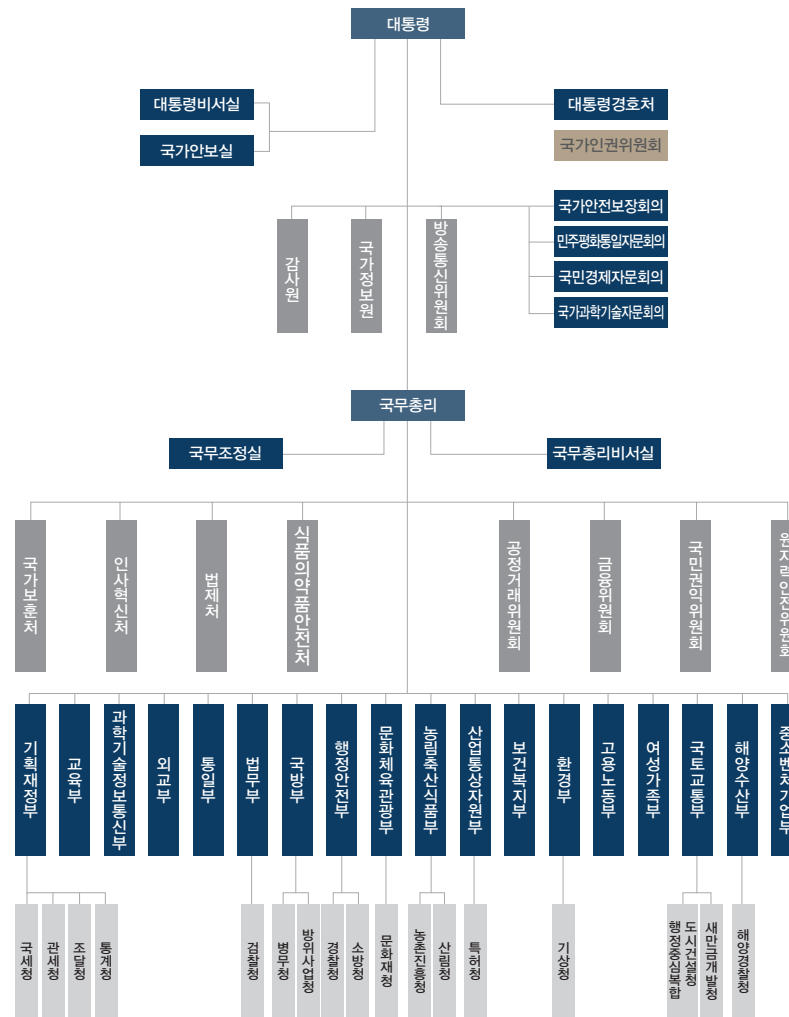 대통령
대통령비서실
대통령경호처
국가안보실
국가인권위원회
국가안전보장회의
민주평화통일자문회의
국민경제자문회의
국가과학기술자문회의
감사원
국가정보원
방송통신위원회
국무총리
국무조정실
국무총리비서실
국가보훈처
인사혁신처
법제처
식품의약품안전처
공정거래위원회
금융위원회
국민권익위원회
원자력안전위원회
기획재정부
교육부
과학기술정보통신부
외교부
통일부
법무부
국방부
행정안전부
문화체육관광부
농림축산식품부
산업통상자원부
보건복지부
환경부
고용노동부
여성가족부
국토교통부
해양수산부
중소벤처기업부
국세청
관세청
조달청
통계청
검찰청
병무청
방위사업청
경찰청
소방청
문화재청
농촌진흥청
산림청
특허청
기상청
행정중심복합
도시건설청
새만금개발청
해양경찰청